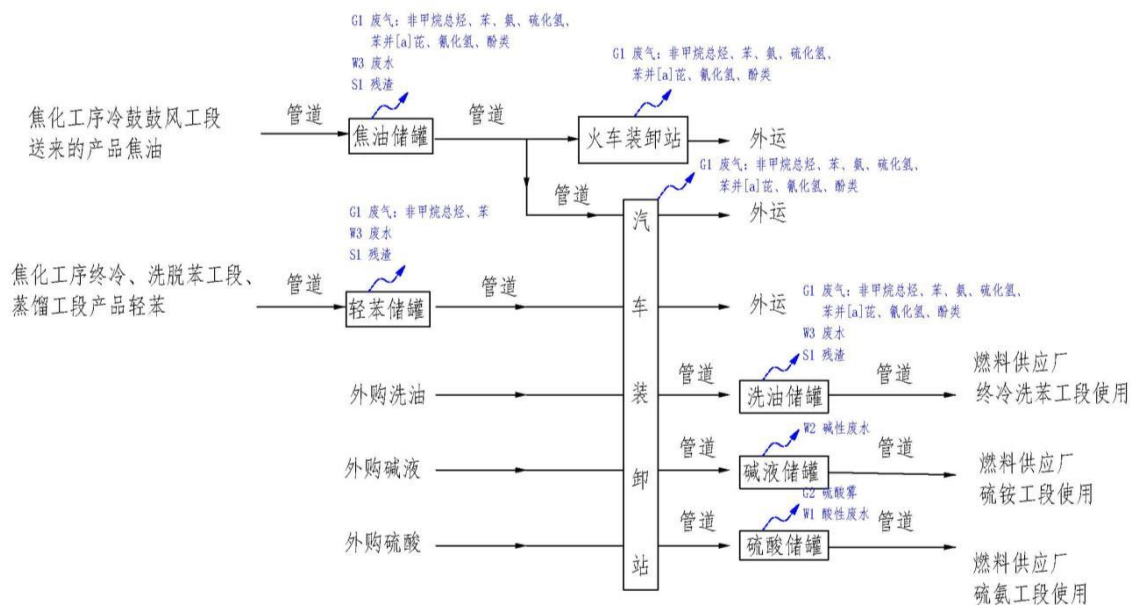 G1 废气：非甲烷总烃、苯、氨、硫化氢、
苯并[a]芘、氰化氢、酚类
W3 废水
S1 残渣
G1 废气：非甲烷总烃、苯、氨、硫化氢、
苯并[a]芘、氰化氢、酚类
焦化工序冷鼓鼓风工段
送来的产品焦油
管道
焦油储罐
管道
火车装卸站
外运
G1 废气：非甲烷总烃、苯、氨、硫化氢、
苯并[a]芘、氰化氢、酚类
管道
外运
G1 废气：非甲烷总烃、苯
W3 废水
S1 残渣
焦化工序终冷、洗脱苯工段、
蒸馏工段产品轻苯
管道
轻苯储罐
管道
汽
车
装
卸
站
外运
G1 废气：非甲烷总烃、苯、氨、硫化氢、
苯并[a]芘、氰化氢、酚类
W3 废水
S1 残渣
外购洗油
管道
洗油储罐
管道
燃料供应厂
终冷洗苯工段使用
W2 碱性废水
外购碱液
管道
碱液储罐
管道
燃料供应厂
硫铵工段使用
G2 硫酸雾
W1 酸性废水
外购硫酸
管道
硫酸储罐
管道
燃料供应厂
硫氨工段使用